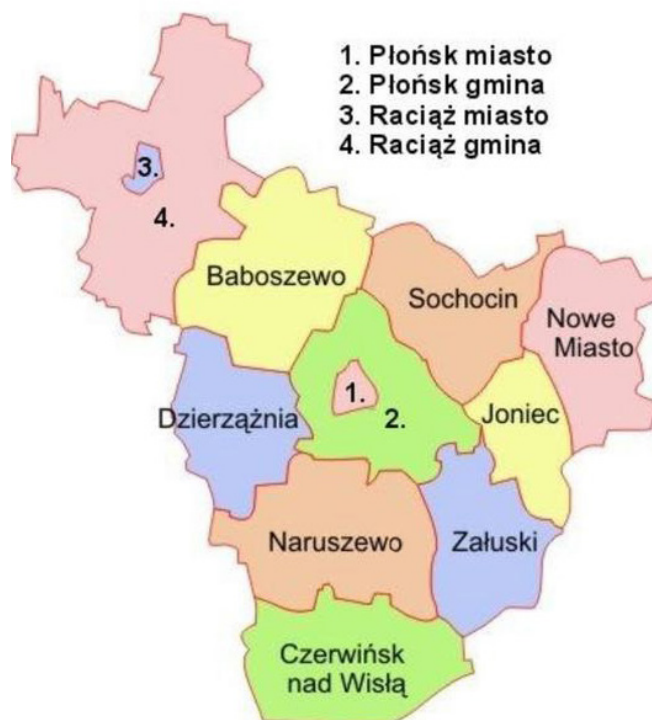 1. Płońsk miasto
2. Płońsk gmina
3. Raciąż miasto
4. Raciąż gmina
3.
4.
Baboszewo
Sochocin
Nowe
Miasto
1.
2.
Dzierzążnia
Joniec
Naruszewo
Załuski
Czerwińsk
nad Wisłą